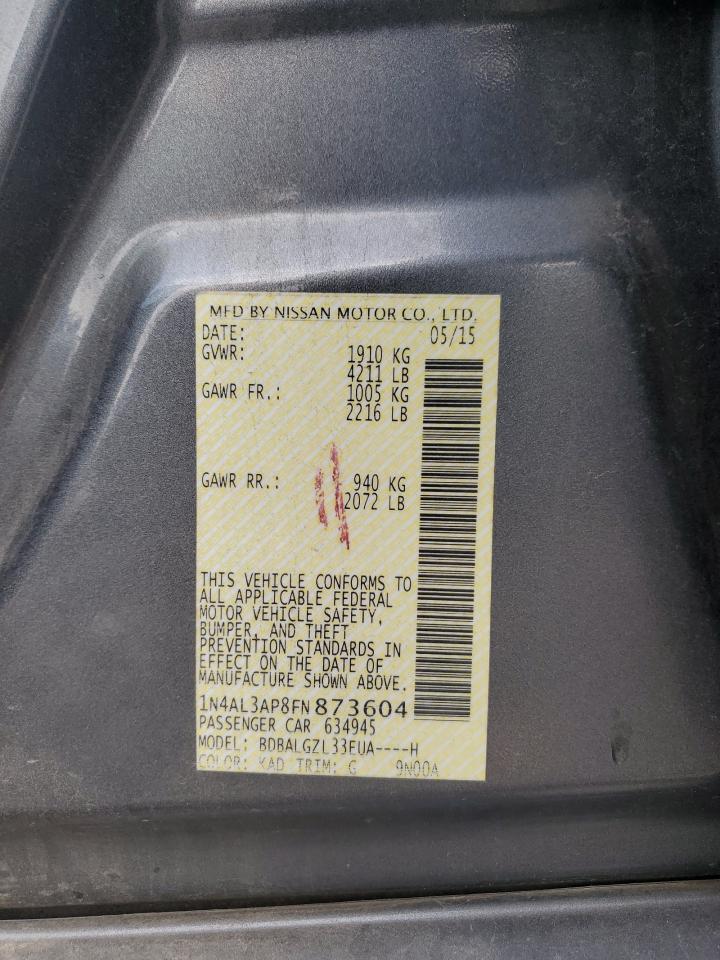 MFD BY NISSAN MOTOR CO., LTD.
DATE: 05/15
GVWR: 1910 KG
4211 LB
GAWR FR.: 1005 KG
2216 LB
GAWR RR.: 940 KG
2072 LB
THIS VEHICLE CONFORMS TO
ALL APPLICABLE FEDERAL
MOTOR VEHICLE SAFETY,
BUMPER, AND THEFT
PREVENTION STANDARDS IN
EFFECT ON THE DATE OF
MANUFACTURE SHOWN ABOVE.
1N4AL3AP8FN873604
PASSENGER CAR 634945
MODEL: BDBALGZL33EUA----H
COLOR: KAD TRIM: G 9N00A